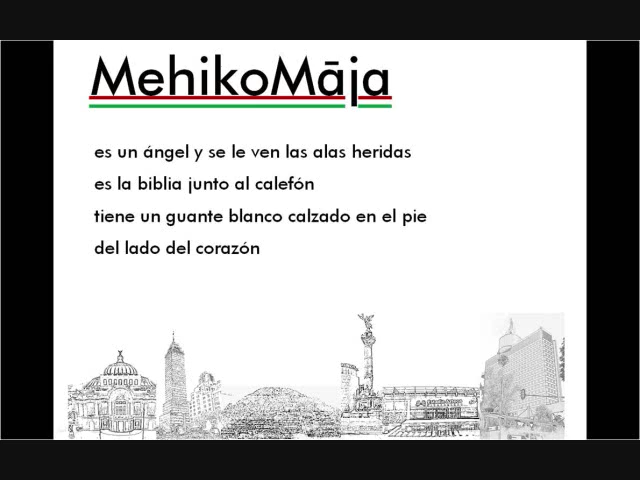 MehikoMāja
es un ángel y se le ven las alas heridas
es la biblia junto al calefón
tiene un guante blanco calzado en el pie
del lado del corazón